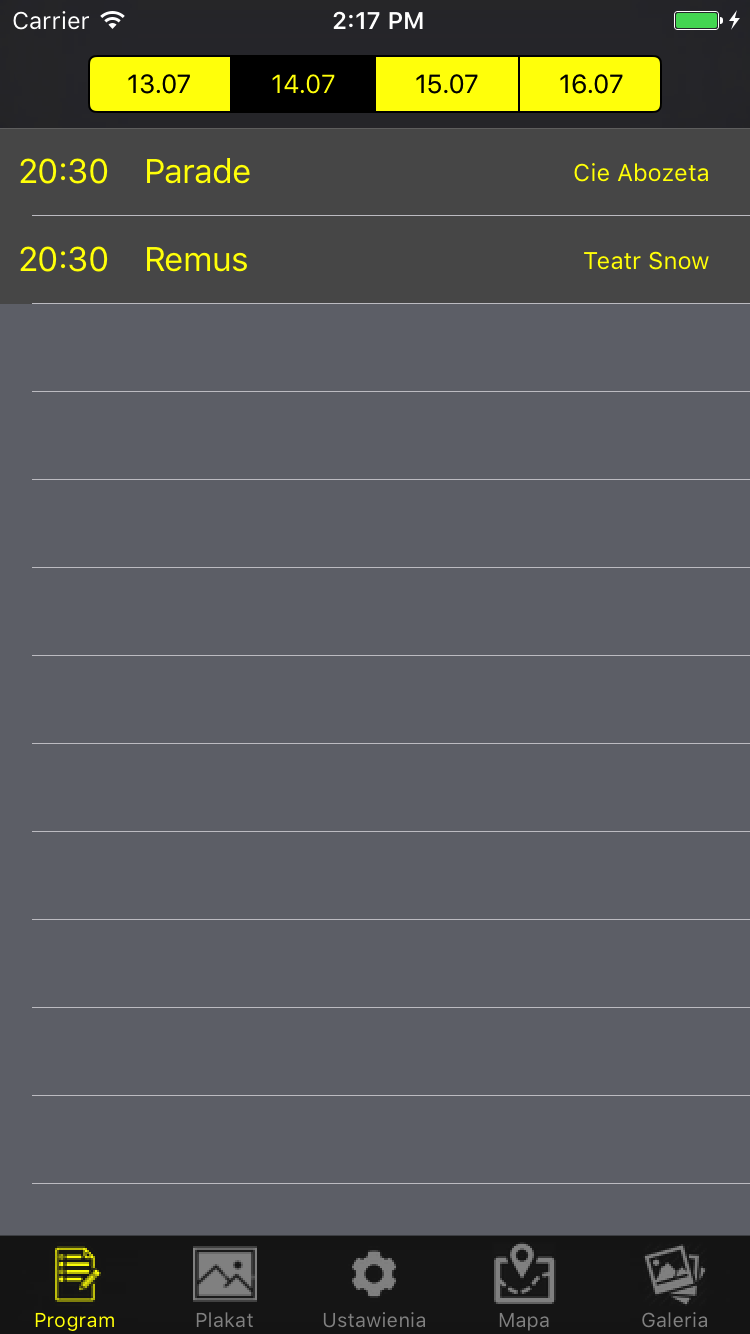 Carrier 2:17 PM
13.07 14.07 15.07 16.07
20:30 Parade Cie Abozeta
20:30 Remus Teatr Snow
Program Plakat Ustawienia Mapa Galeria